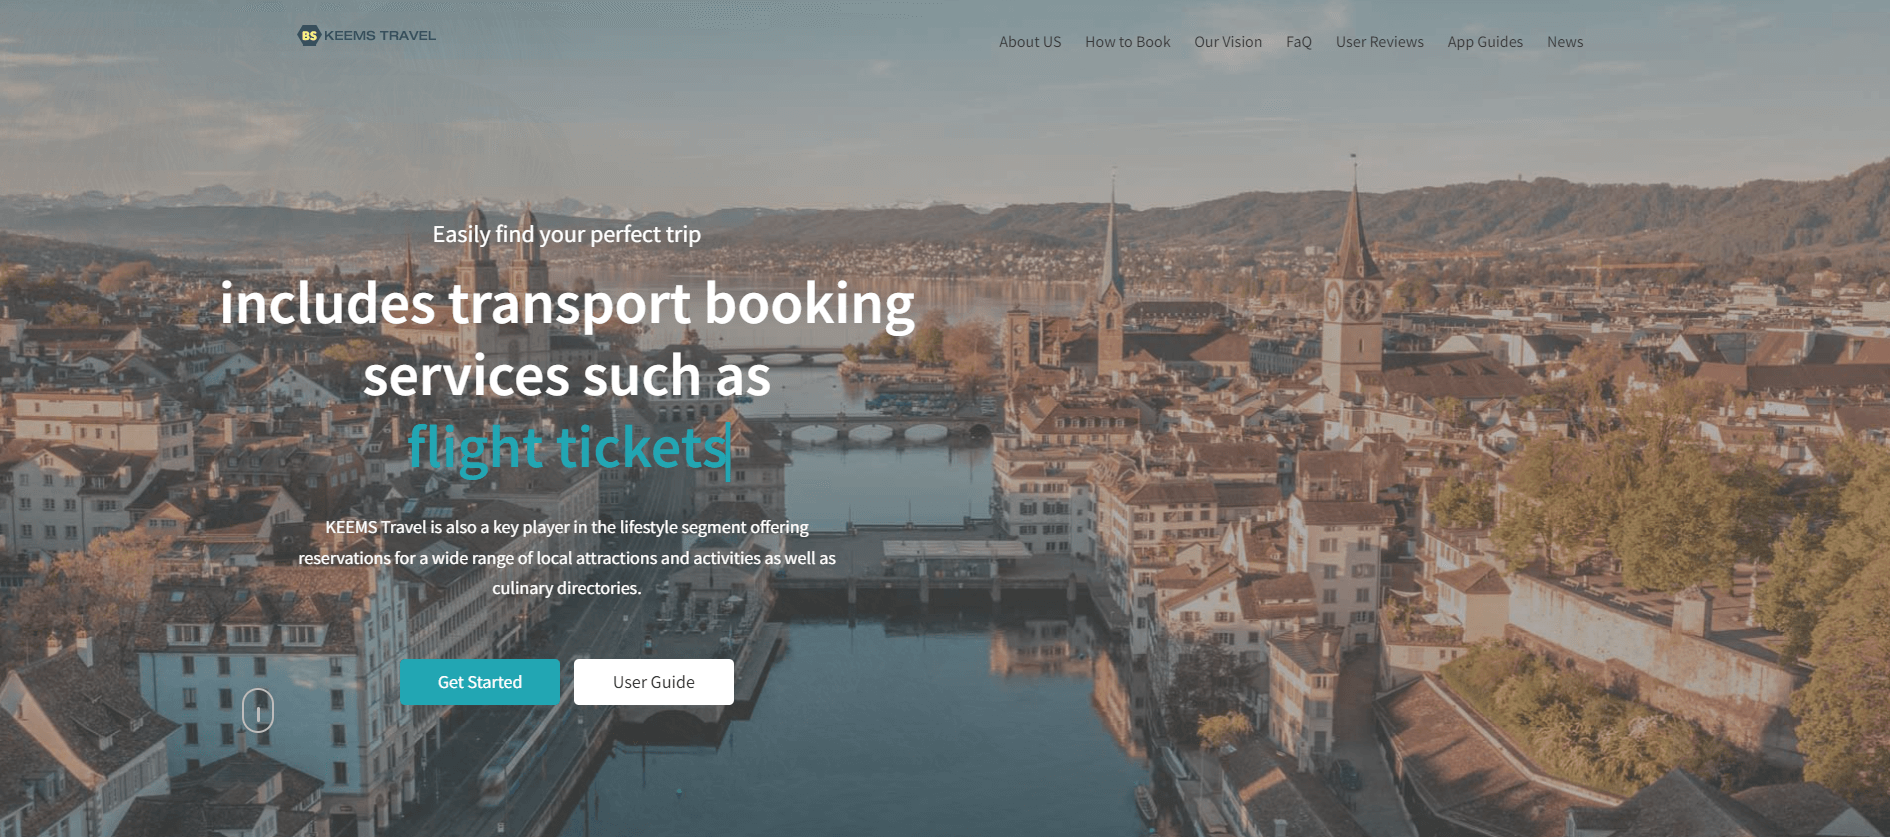 BS KEEMS TRAVEL
About US How to Book Our Vision FaQ User Reviews App Guides News
Easily find your perfect trip
includes transport booking
services such as
flight tickets
KEEMS Travel is also a key player in the lifestyle segment offering
reservations for a wide range of local attractions and activities as well as
culinary directories.
Get Started User Guide